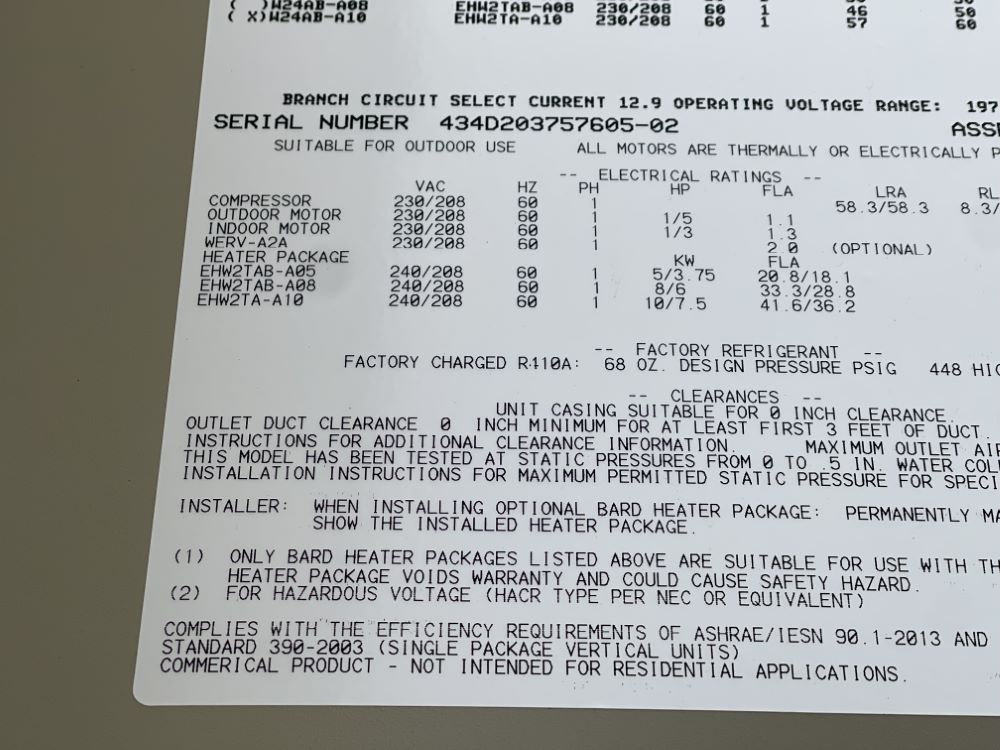 ( )W24AB-A08 EHW2TAB-A08 230/208 60 1 46 50
( X)W24AB-A10 EHW2TA-A10 230/208 60 1 57 60
BRANCH CIRCUIT SELECT CURRENT 12.9 OPERATING VOLTAGE RANGE: 197
SERIAL NUMBER 434D203757605-02 ASSE
SUITABLE FOR OUTDOOR USE ALL MOTORS ARE THERMALLY OR ELECTRICALLY P
-- ELECTRICAL RATINGS --
VAC HZ PH HP FLA LRA RL
COMPRESSOR 230/208 60 1 58.3/58.3 8.3/
OUTDOOR MOTOR 230/208 60 1 1/5 1.1
INDOOR MOTOR 230/208 60 1 1/3 1.3
WERV-A2A 230/208 60 1 2.0 (OPTIONAL)
HEATER PACKAGE KW FLA
EHW2TAB-A05 240/208 60 1 5/3.75 20.8/18.1
EHW2TAB-A08 240/208 60 1 8/6 33.3/28.8
EHW2TA-A10 240/208 60 1 10/7.5 41.6/36.2
-- FACTORY REFRIGERANT --
FACTORY CHARGED R410A: 68 OZ. DESIGN PRESSURE PSIG 448 HIG
-- CLEARANCES --
UNIT CASING SUITABLE FOR 0 INCH CLEARANCE
OUTLET DUCT CLEARANCE 0 INCH MINIMUM FOR AT LEAST FIRST 3 FEET OF DUCT.
INSTRUCTIONS FOR ADDITIONAL CLEARANCE INFORMATION. MAXIMUM OUTLET AIR
THIS MODEL HAS BEEN TESTED AT STATIC PRESSURES FROM 0 TO .5 IN. WATER COL
INSTALLATION INSTRUCTIONS FOR MAXIMUM PERMITTED STATIC PRESSURE FOR SPECI
INSTALLER: WHEN INSTALLING OPTIONAL BARD HEATER PACKAGE: PERMANENTLY MA
SHOW THE INSTALLED HEATER PACKAGE.
(1) ONLY BARD HEATER PACKAGES LISTED ABOVE ARE SUITABLE FOR USE WITH TH
HEATER PACKAGE VOIDS WARRANTY AND COULD CAUSE SAFETY HAZARD.
(2) FOR HAZARDOUS VOLTAGE (HACR TYPE PER NEC OR EQUIVALENT)
COMPLIES WITH THE EFFICIENCY REQUIREMENTS OF ASHRAE/IESN 90.1-2013 AND
STANDARD 390-2003 (SINGLE PACKAGE VERTICAL UNITS)
COMMERICAL PRODUCT - NOT INTENDED FOR RESIDENTIAL APPLICATIONS.